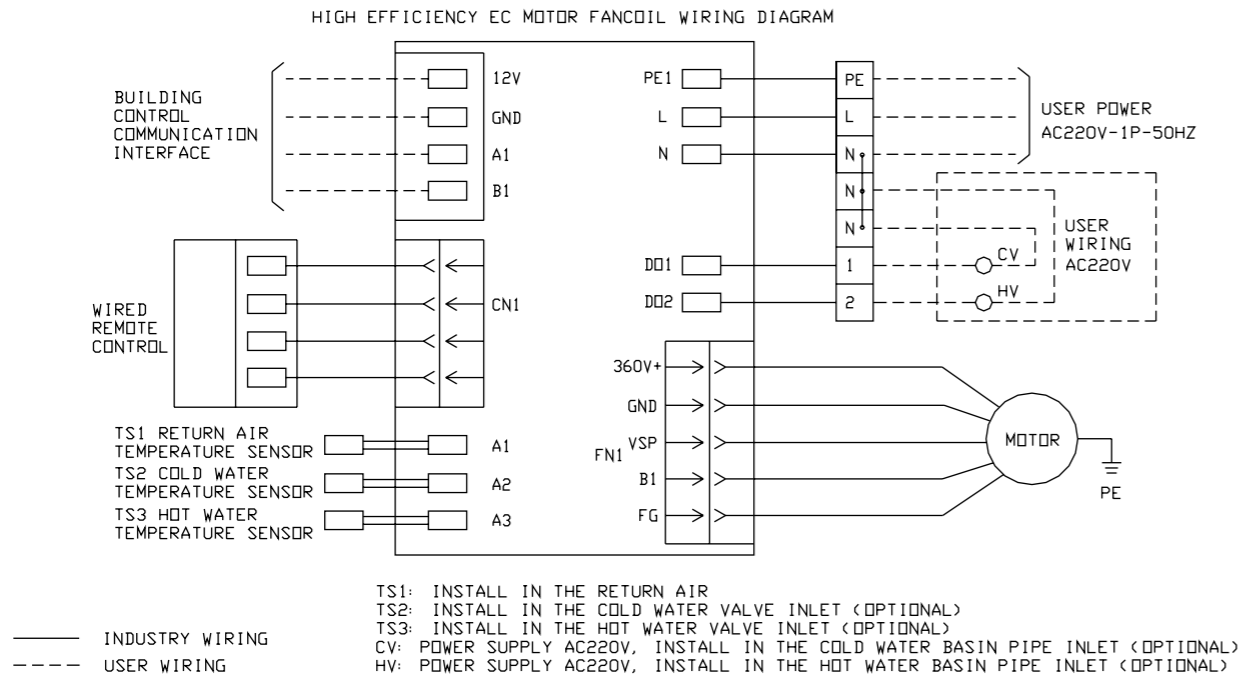 HIGH EFFICIENCY EC MOTOR FANCOIL WIRING DIAGRAM
BUILDING
CONTROL
COMMUNICATION
INTERFACE
12V
GND
A1
B1
WIRED
REMOTE
CONTROL
CN1
TS1 RETURN AIR
TEMPERATURE SENSOR
TS2 COLD WATER
TEMPERATURE SENSOR
TS3 HOT WATER
TEMPERATURE SENSOR
A1
A2
A3
PE1
L
N
DO1
DO2
PE
L
N
N
N
1
2
USER POWER
AC220V-1P-50HZ
USER
WIRING
AC220V
CV
HV
360V+
GND
VSP
FN1
B1
FG
MOTOR
PE
INDUSTRY WIRING
USER WIRING
TS1: INSTALL IN THE RETURN AIR
TS2: INSTALL IN THE COLD WATER VALVE INLET (OPTIONAL)
TS3: INSTALL IN THE HOT WATER VALVE INLET (OPTIONAL)
CV: POWER SUPPLY AC220V, INSTALL IN THE COLD WATER BASIN PIPE INLET (OPTIONAL)
HV: POWER SUPPLY AC220V, INSTALL IN THE HOT WATER BASIN PIPE INLET (OPTIONAL)